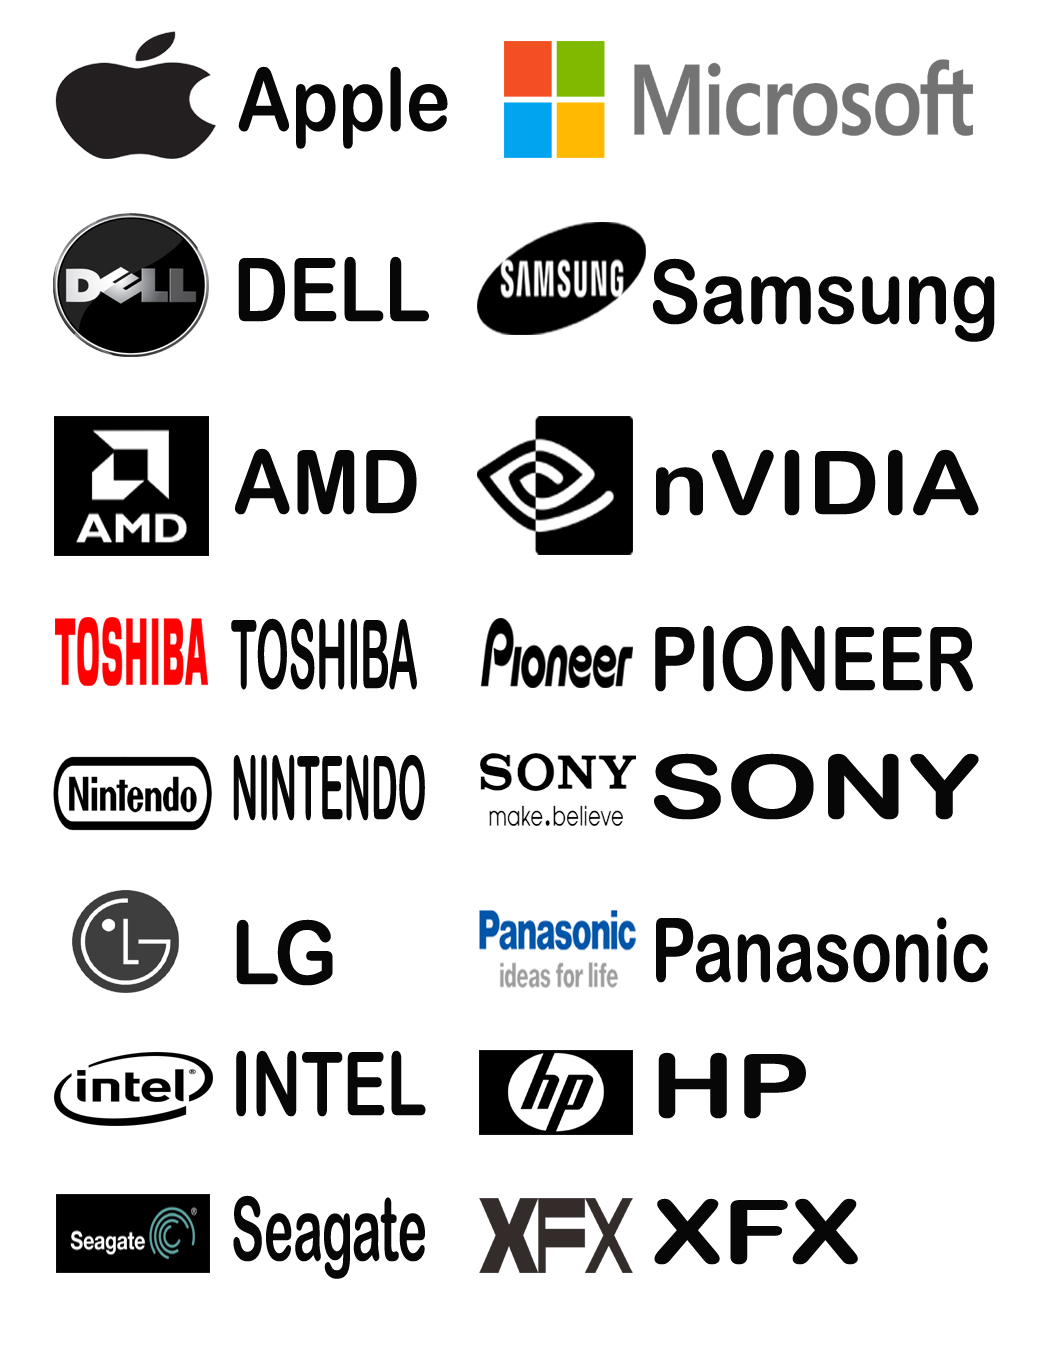 Apple Microsoft
DELL DELL SAMSUNG Samsung
AMD AMD nVIDIA
TOSHIBA TOSHIBA Pioneer PIONEER
Nintendo NINTENDO SONY SONY
make.believe
LG LG Panasonic Panasonic
ideas for life
intel® INTEL hp HP
Seagate® Seagate XFX XFX